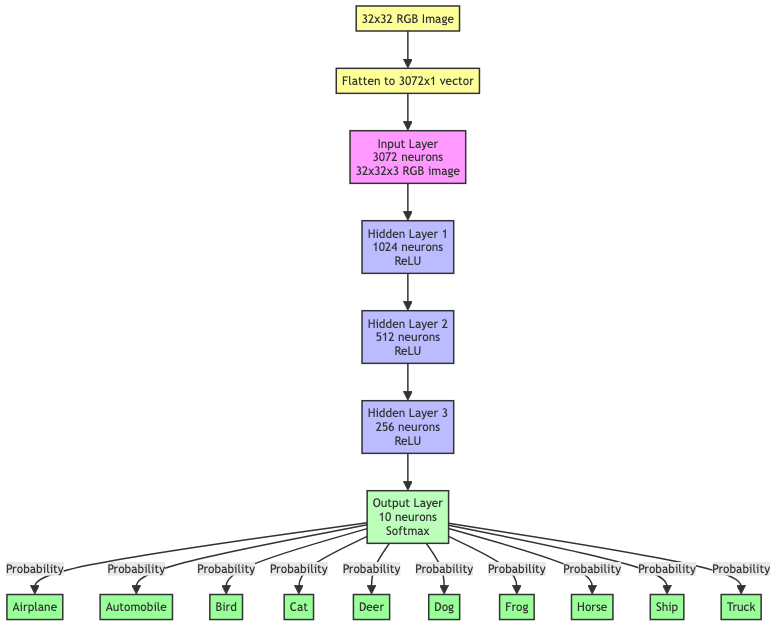 32x32 RGB Image
Flatten to 3072x1 vector
Input Layer
3072 neurons
32x32x3 RGB image
Hidden Layer 1
1024 neurons
ReLU
Hidden Layer 2
512 neurons
ReLU
Hidden Layer 3
256 neurons
ReLU
Output Layer
10 neurons
Softmax
Probability Probability Probability Probability Probability Probability Probability Probability Probability Probability
Airplane Automobile Bird Cat Deer Dog Frog Horse Ship Truck